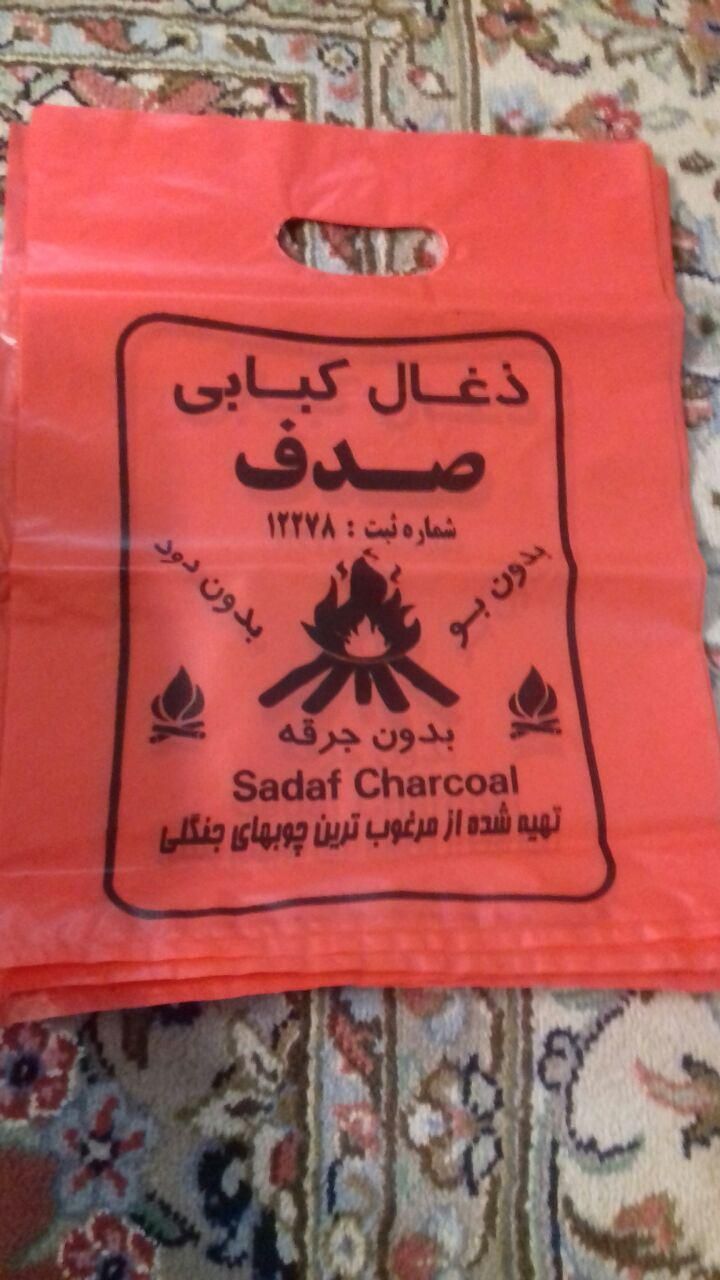 ذغال کبابی
صدف
شماره ثبت : ۱۲۲۷۸
بدون بو
بدون دود
بدون جرقه
Sadaf Charcoal
تهیه شده از مرغوب ترین چوبهای جنگلی